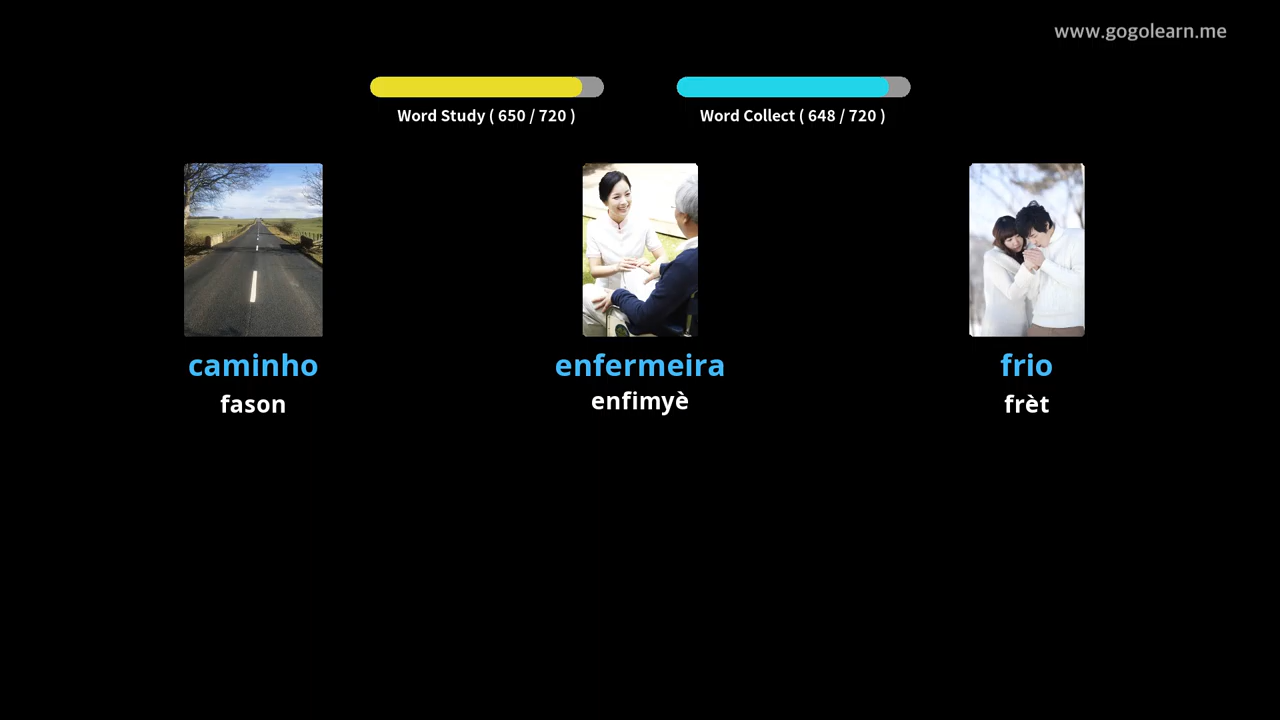 www.gogolearn.me
Word Study ( 650 / 720 )
Word Collect ( 648 / 720 )
caminho
fason
enfermeira
enfimyè
frio
frèt